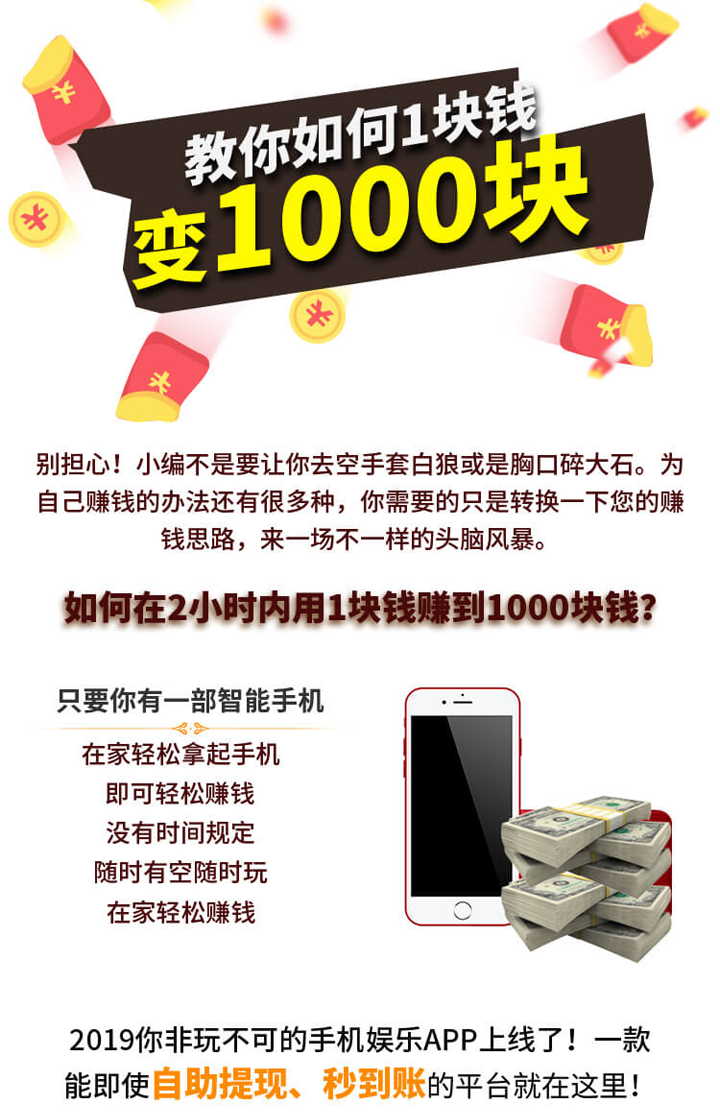 教你如何1块钱
变1000块
别担心！小编不是要让你去空手套白狼或是胸口碎大石。为
自己赚钱的办法还有很多种，你需要的只是转换一下您的赚
钱思路，来一场不一样的头脑风暴。
如何在2小时内用1块钱赚到1000块钱？
只要你有一部智能手机
在家轻松拿起手机
即可轻松赚钱
没有时间规定
随时有空随时玩
在家轻松赚钱
2019你非玩不可的手机娱乐APP上线了！一款
能即使自助提现、秒到账的平台就在这里！